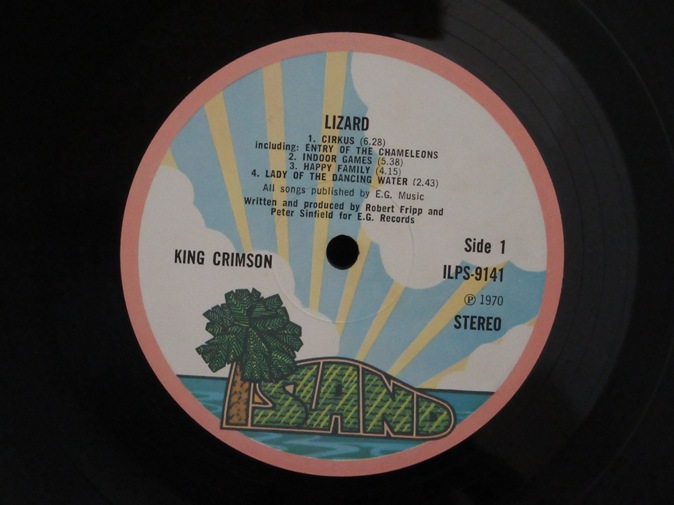 LIZARD
1. CIRKUS (6.28)
including: ENTRY OF THE CHAMELEONS
2. INDOOR GAMES (5.38)
3. HAPPY FAMILY (4.15)
4. LADY OF THE DANCING WATER (2.43)
All songs published by E.G. Music
Written and produced by Robert Fripp and
Peter Sinfield for E.G. Records
KING CRIMSON
Side 1
ILPS-9141
℗ 1970
STEREO
ISLAND